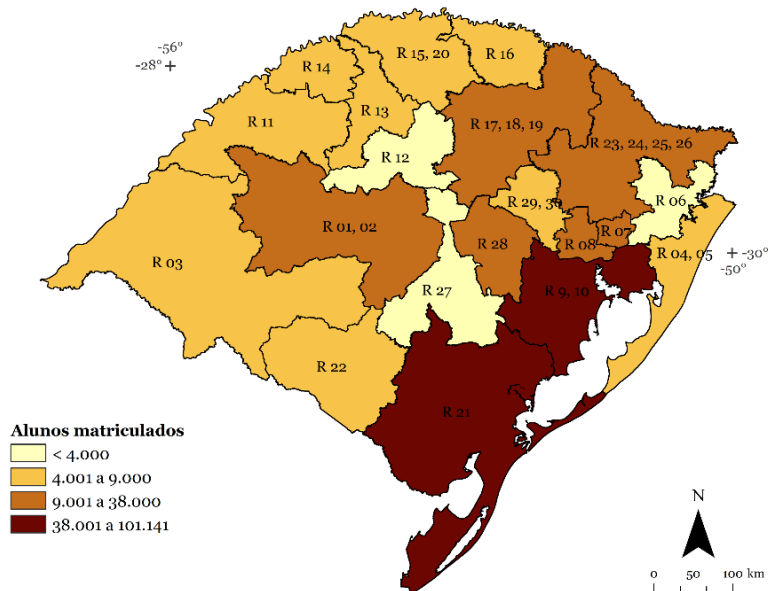 -56°
-28°
R 15, 20
R 16
R 14
R 11
R 13
R 17, 18, 19
R 23, 24, 25, 26
R 12
R 06
R 29, 30
R 01, 02
R 07
R 08
R 28
R 04, 05
-30°
-50°
R 03
R 27
R 9, 10
R 22
R 21
Alunos matriculados
< 4.000
4.001 a 9.000
9.001 a 38.000
38.001 a 101.141
N
0 50 100 km